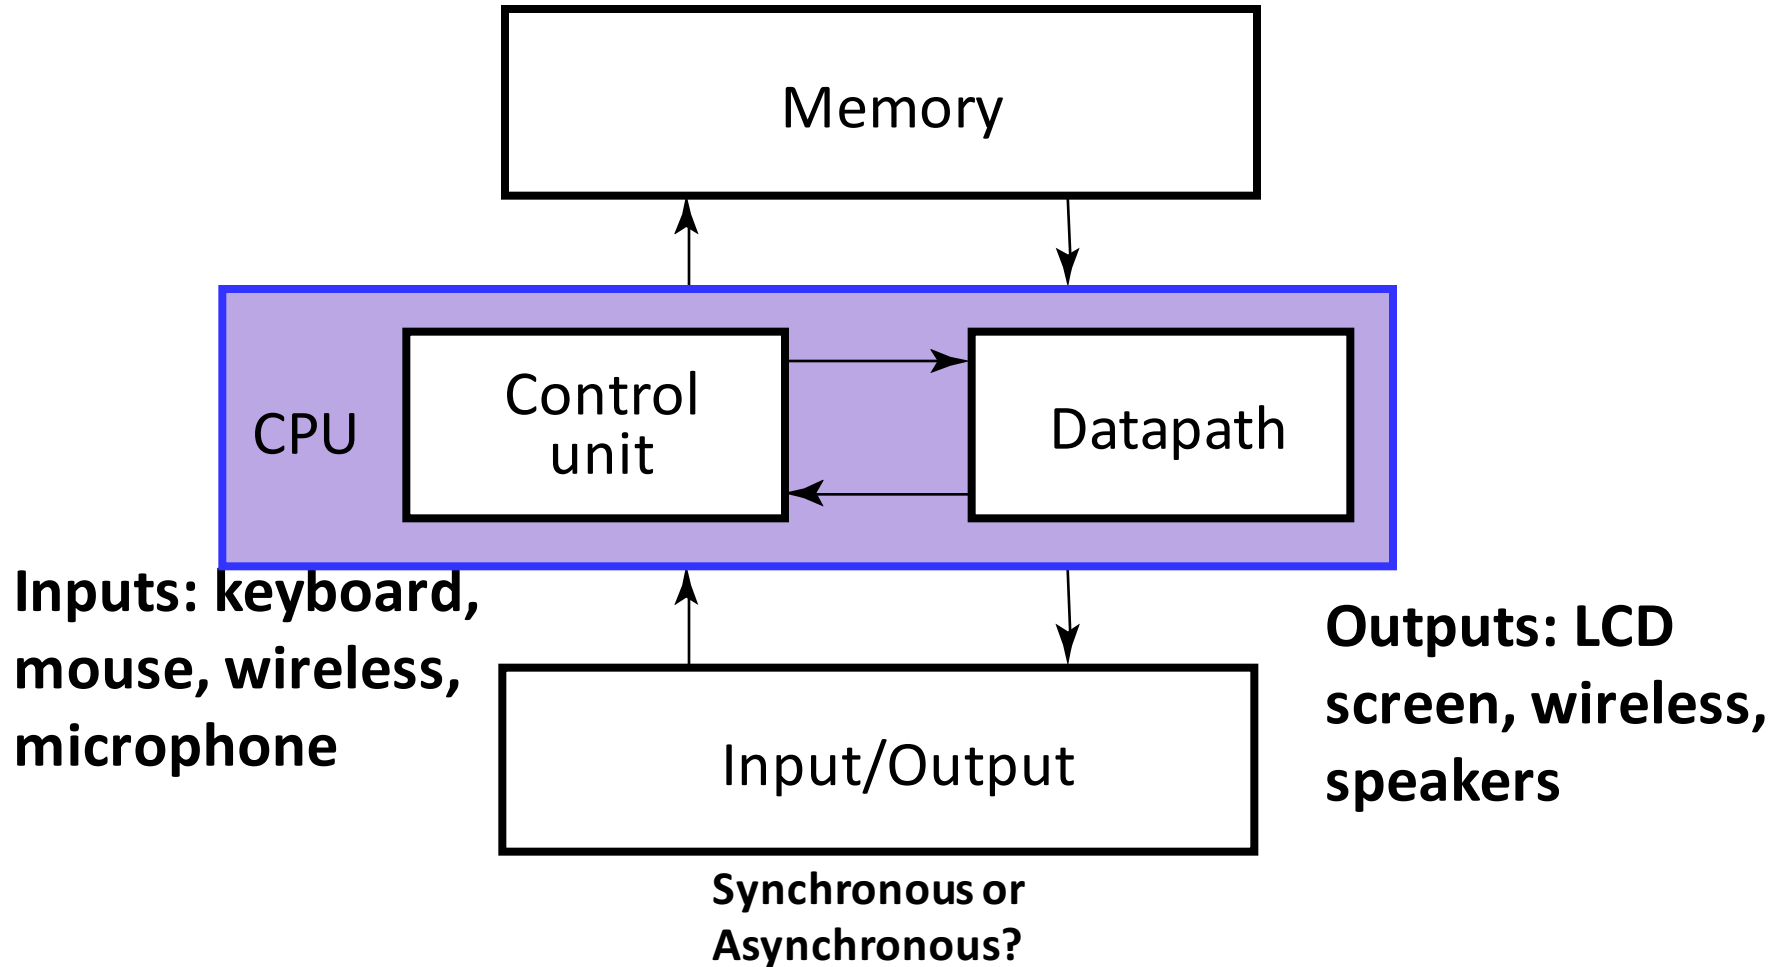 Memory
CPU
Control
unit
Datapath
Inputs: keyboard,
mouse, wireless,
microphone
Outputs: LCD
screen, wireless,
speakers
Input/Output
Synchronous or
Asynchronous?